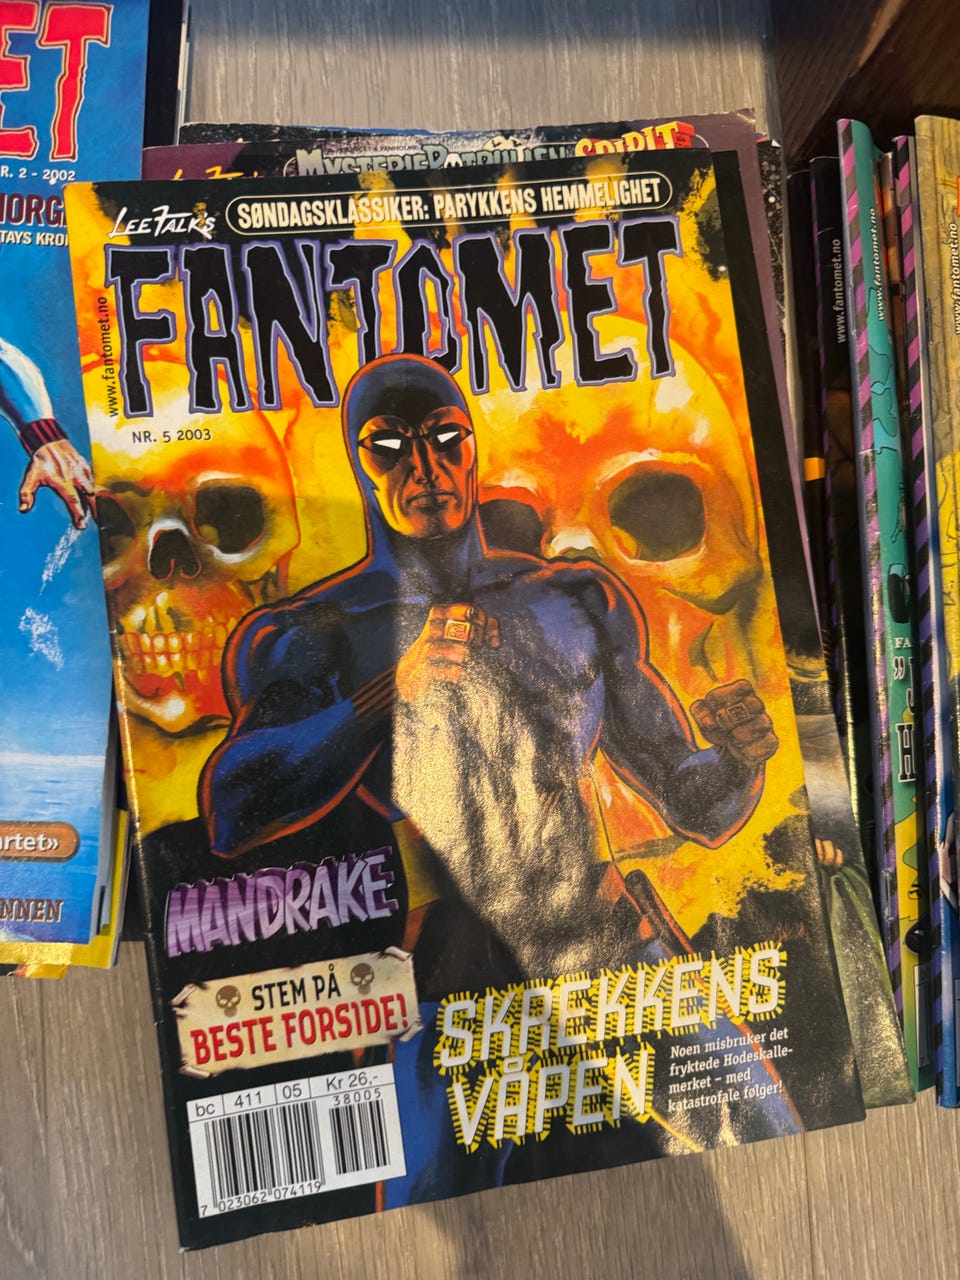 ET
R. 2 - 2002
NORG
TAYS KRO
rtet»
NNEN
MYSTERIEPATRULJEN
SPIRIT
LEE FALK'S
SØNDAGSKLASSIKER: PARYKKENS HEMMELIGHET
FANTOMET
www.fantomet.no
NR. 5 2003
MANDRAKE
STEM PÅ
BESTE FORSIDE!
SKREKKENS
VÅPEN
Noen misbruker det
fryktede Hodeskalle-
merket – med
katastrofale følger!
bc 411 05 Kr 26,-
38005
7 023062 074119
www.fantomet.no
www.fantomet.no
www.fantomet.no
FA